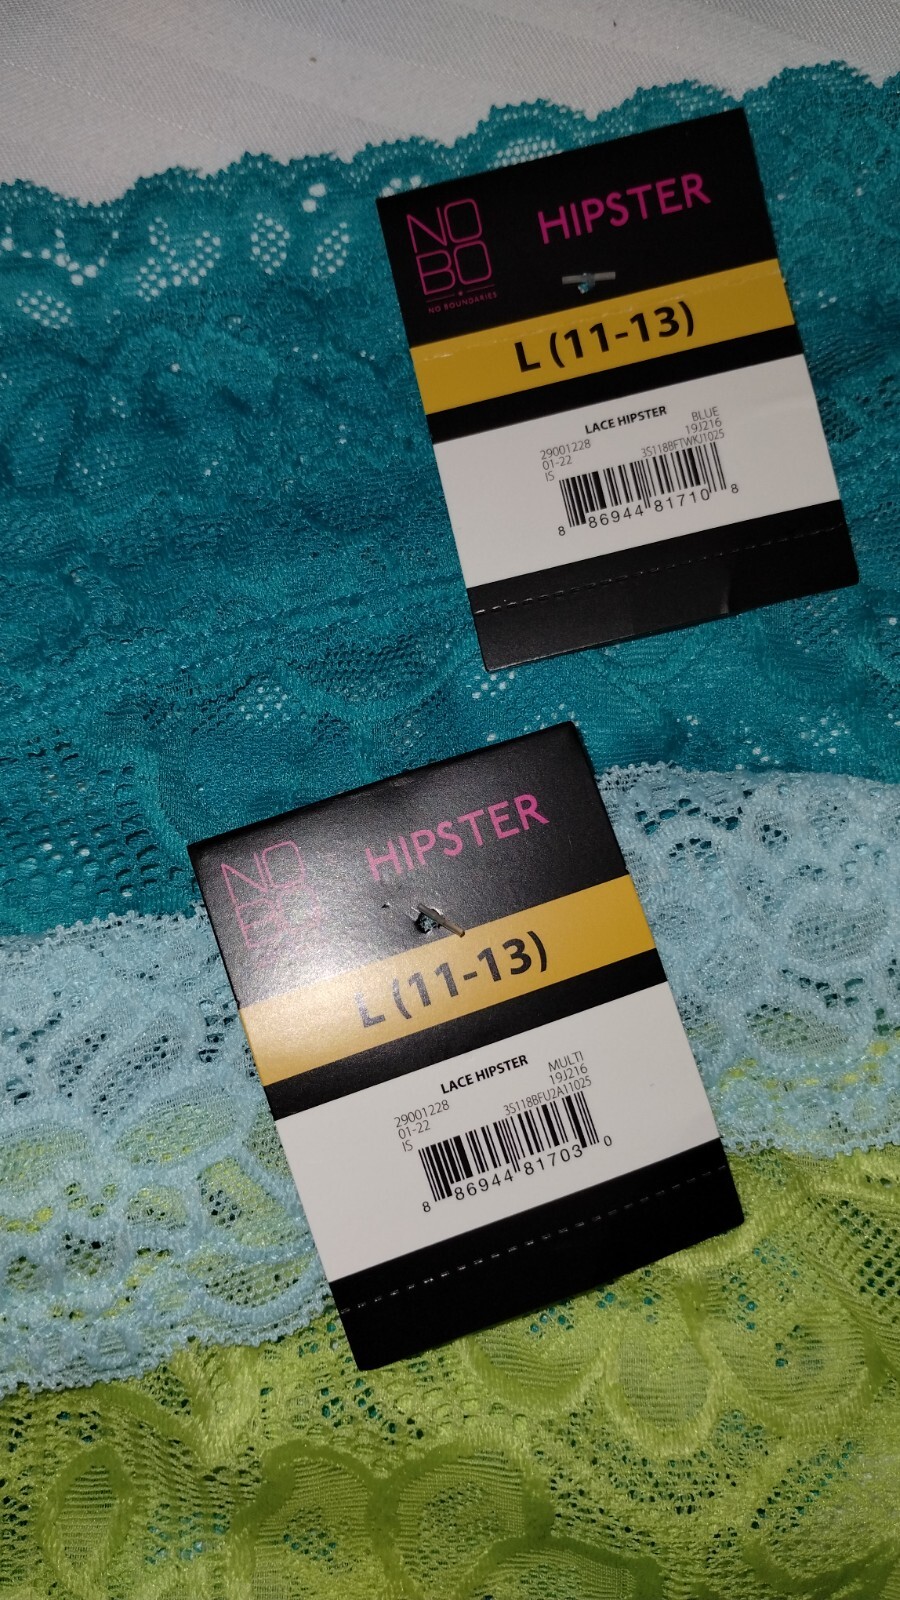 NO
BO
NO BOUNDARIES
HIPSTER
L (11-13)
LACE HIPSTER
29001228
BLUE
01-22
19J216
IS
3S118BFTWKJ1025
8 86944 81710 8
NO
BO
HIPSTER
L (11-13)
LACE HIPSTER
29001228
MULTI
01-22
19J216
IS
3S118BFU2A11025
8 86944 81703 0